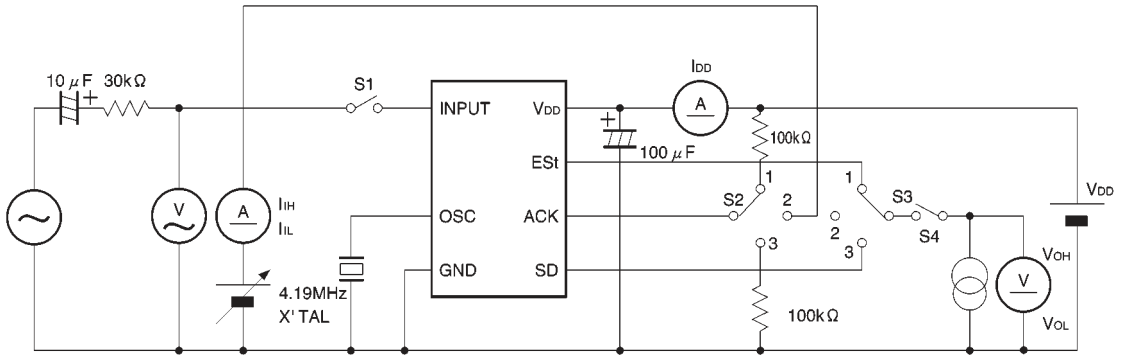 10 μF 30kΩ
S1
IDD
A
INPUT VDD
+
+
100 μF
100kΩ
ESt
1
1
S2
2
S3
VDD
V
A
IIH
IIL
OSC ACK
2
S4
3
3
GND SD
VOH
V
VOL
4.19MHz
X' TAL
100kΩ